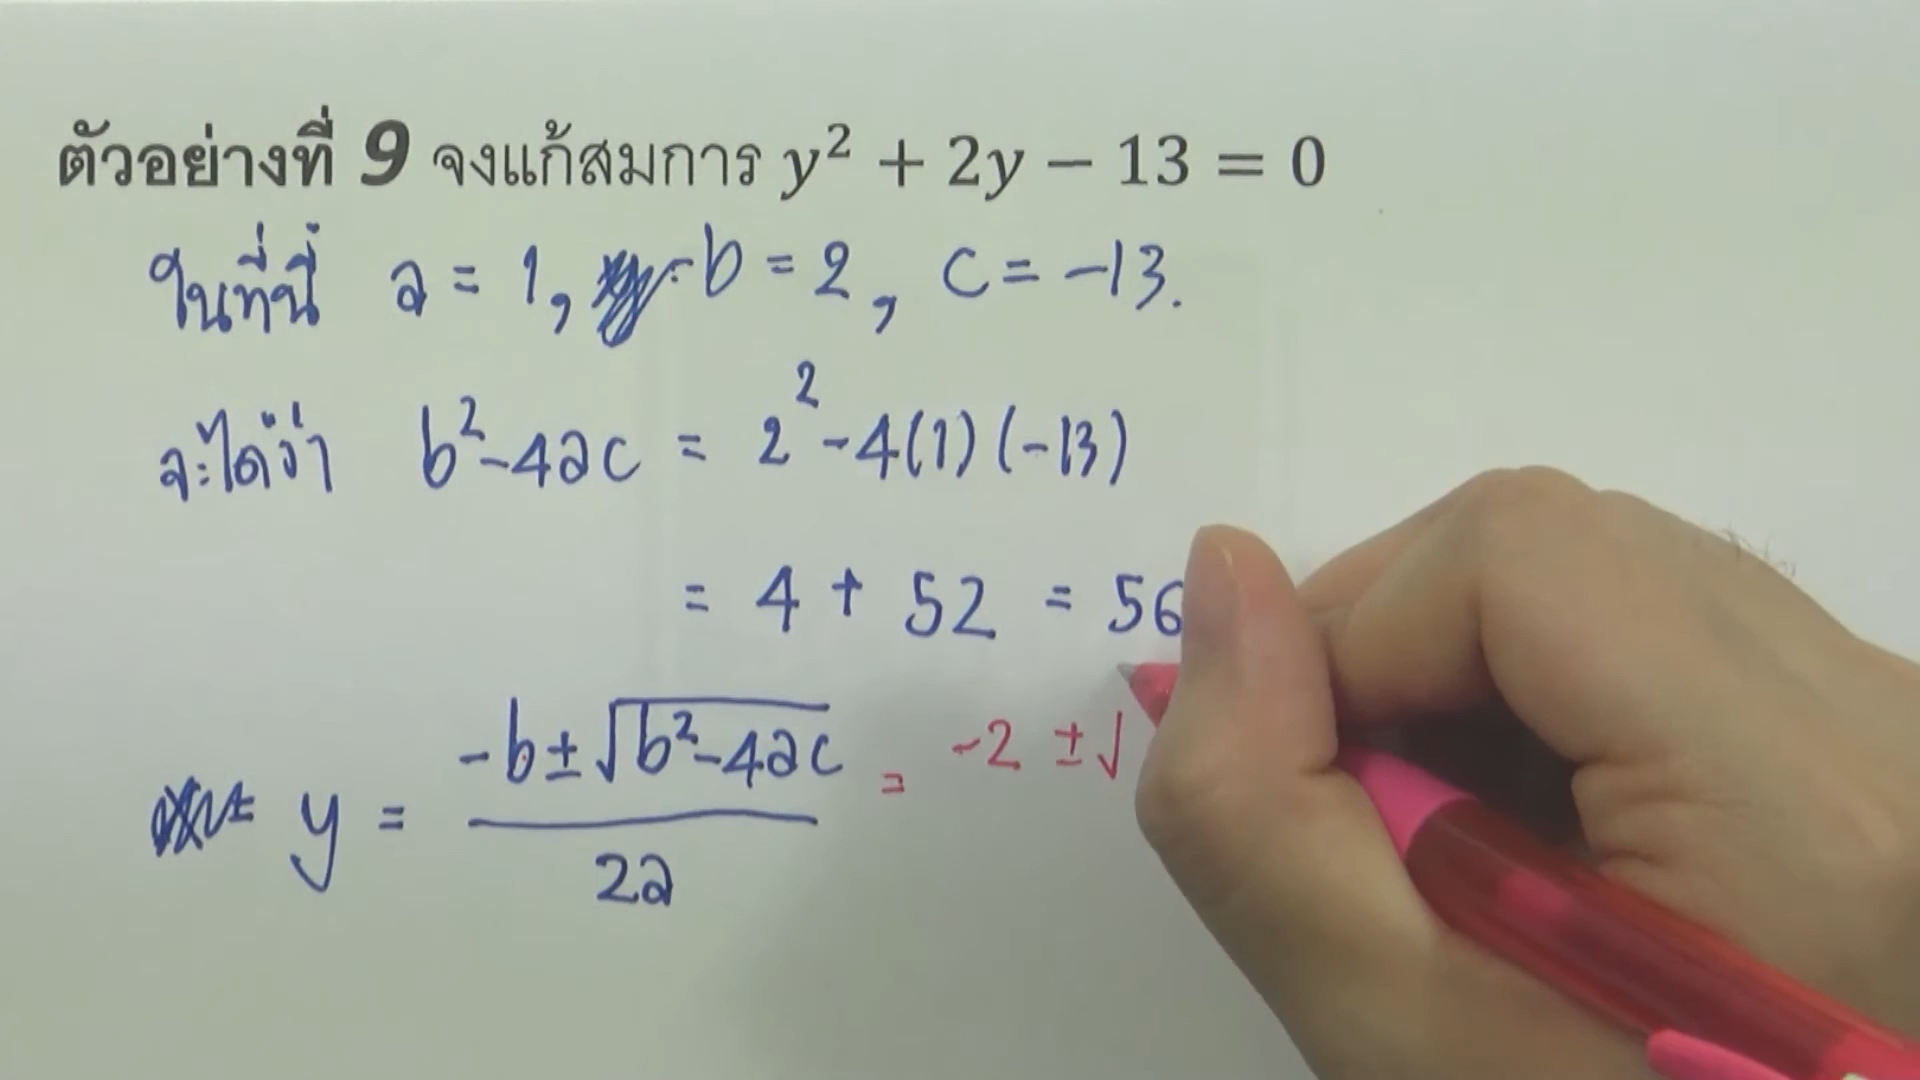 ตัวอย่างที่ 9 จงแก้สมการ y² + 2y − 13 = 0
ในที่นี้ a = 1, b = 2, c = -13.
จะได้ว่า b² - 4ac = 2² - 4(1)(-13)
= 4 + 52 = 56
y = (-b ± √(b² - 4ac)) / 2a = -2 ± √